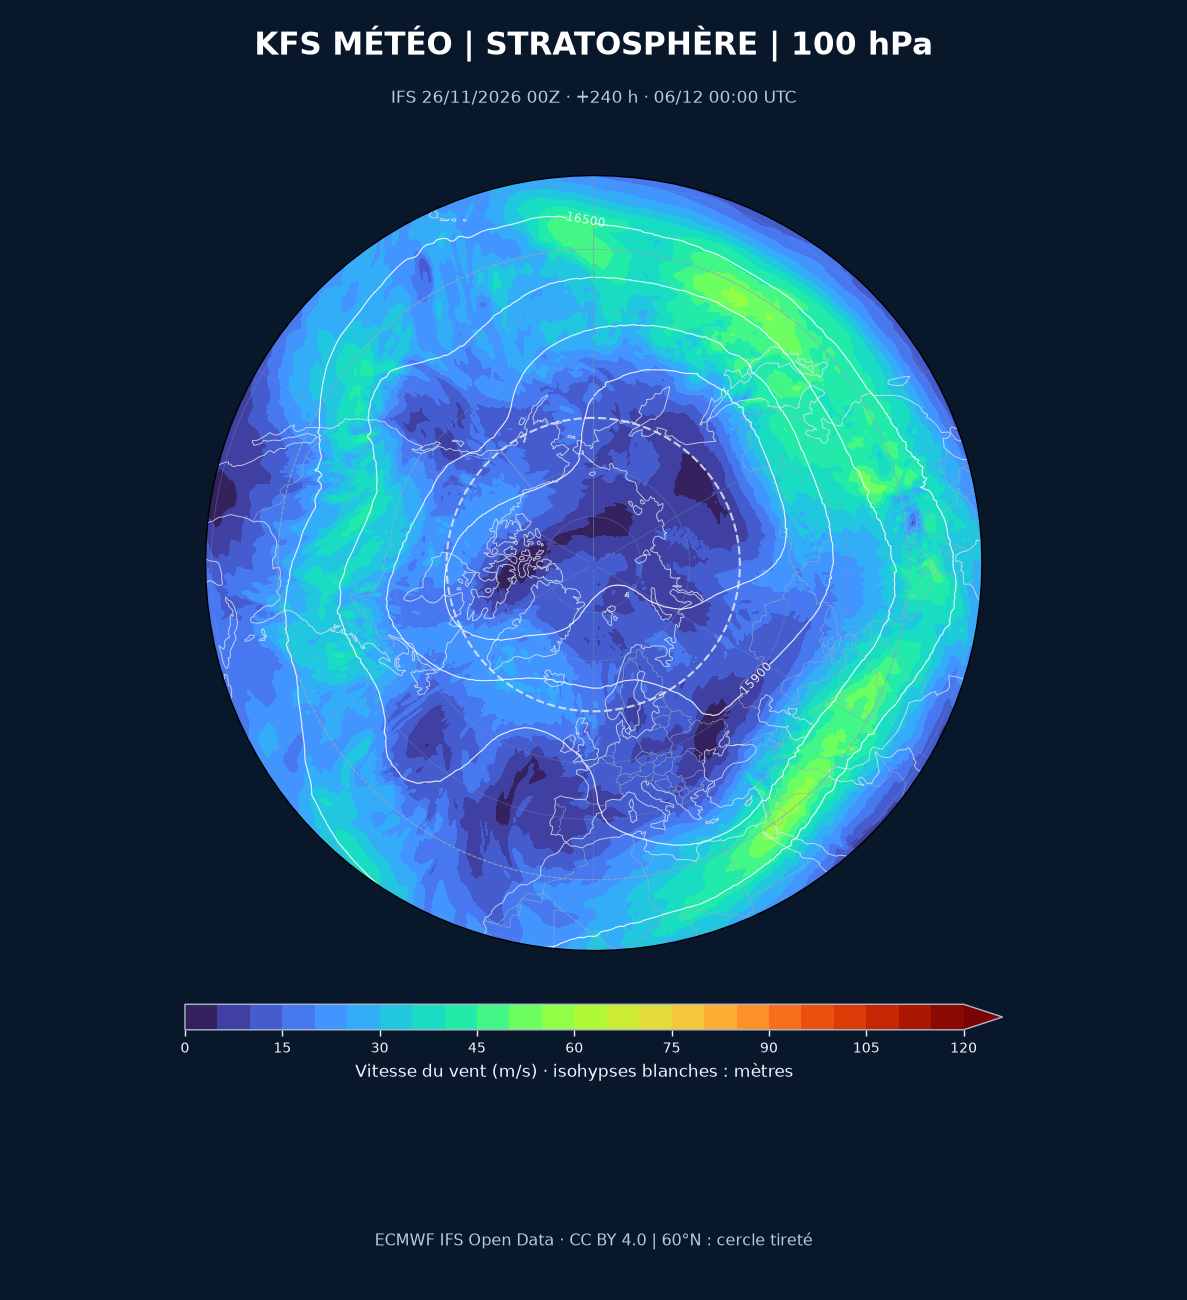 KFS MÉTÉO | STRATOSPHÈRE | 100 hPa
IFS 26/11/2026 00Z · +240 h · 06/12 00:00 UTC
16500
15900
0 15 30 45 60 75 90 105 120
Vitesse du vent (m/s) · isohypses blanches : mètres
ECMWF IFS Open Data · CC BY 4.0 | 60°N : cercle tireté